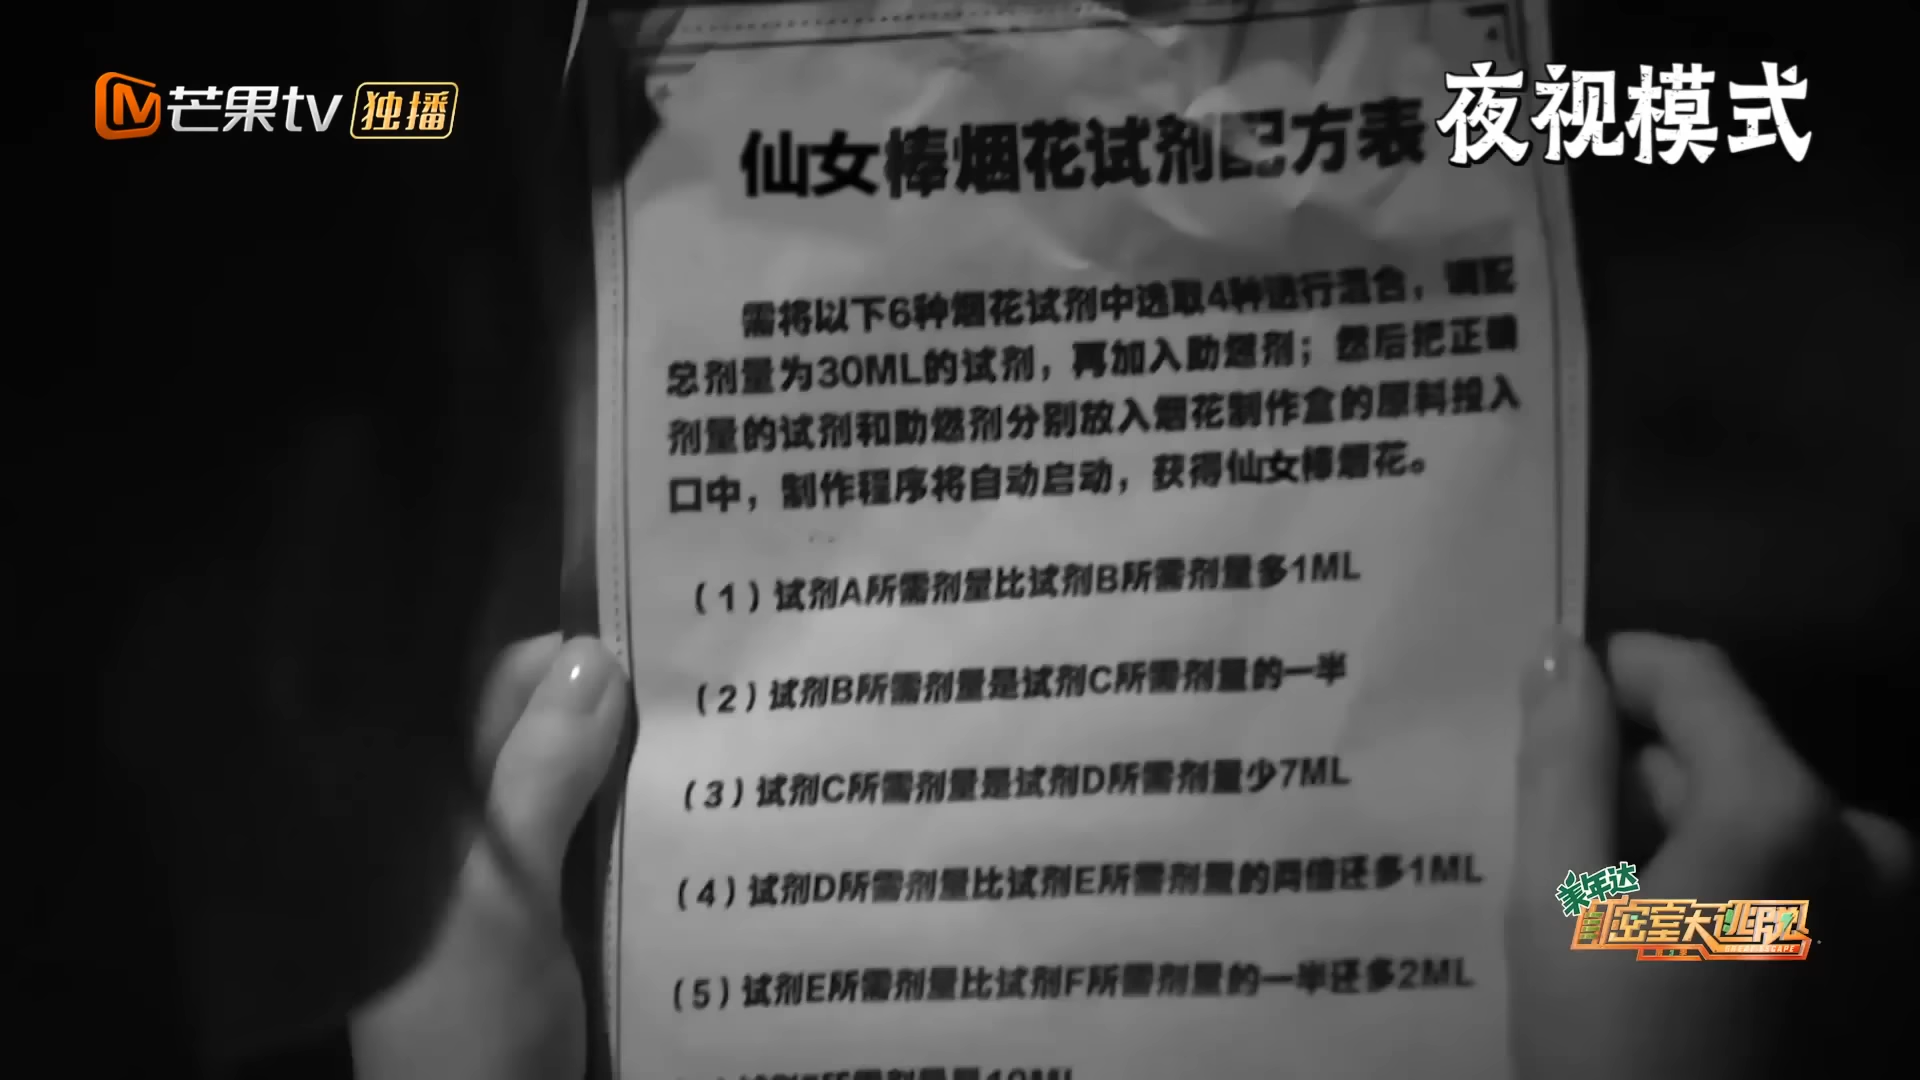 芒果tv 独播
夜视模式
仙女棒烟花试剂配方表
需将以下6种烟花试剂中选取4种进行混合，调配
总剂量为30ML的试剂，再加入助燃剂；然后把正确
剂量的试剂和助燃剂分别放入烟花制作盒的原料投入
口中，制作程序将自动启动，获得仙女棒烟花。
（1）试剂A所需剂量比试剂B所需剂量多1ML
（2）试剂B所需剂量是试剂C所需剂量的一半
（3）试剂C所需剂量是试剂D所需剂量少7ML
（4）试剂D所需剂量比试剂E所需剂量的两倍还多1ML
（5）试剂E所需剂量比试剂F所需剂量的一半还多2ML
美年达
密室大逃脱